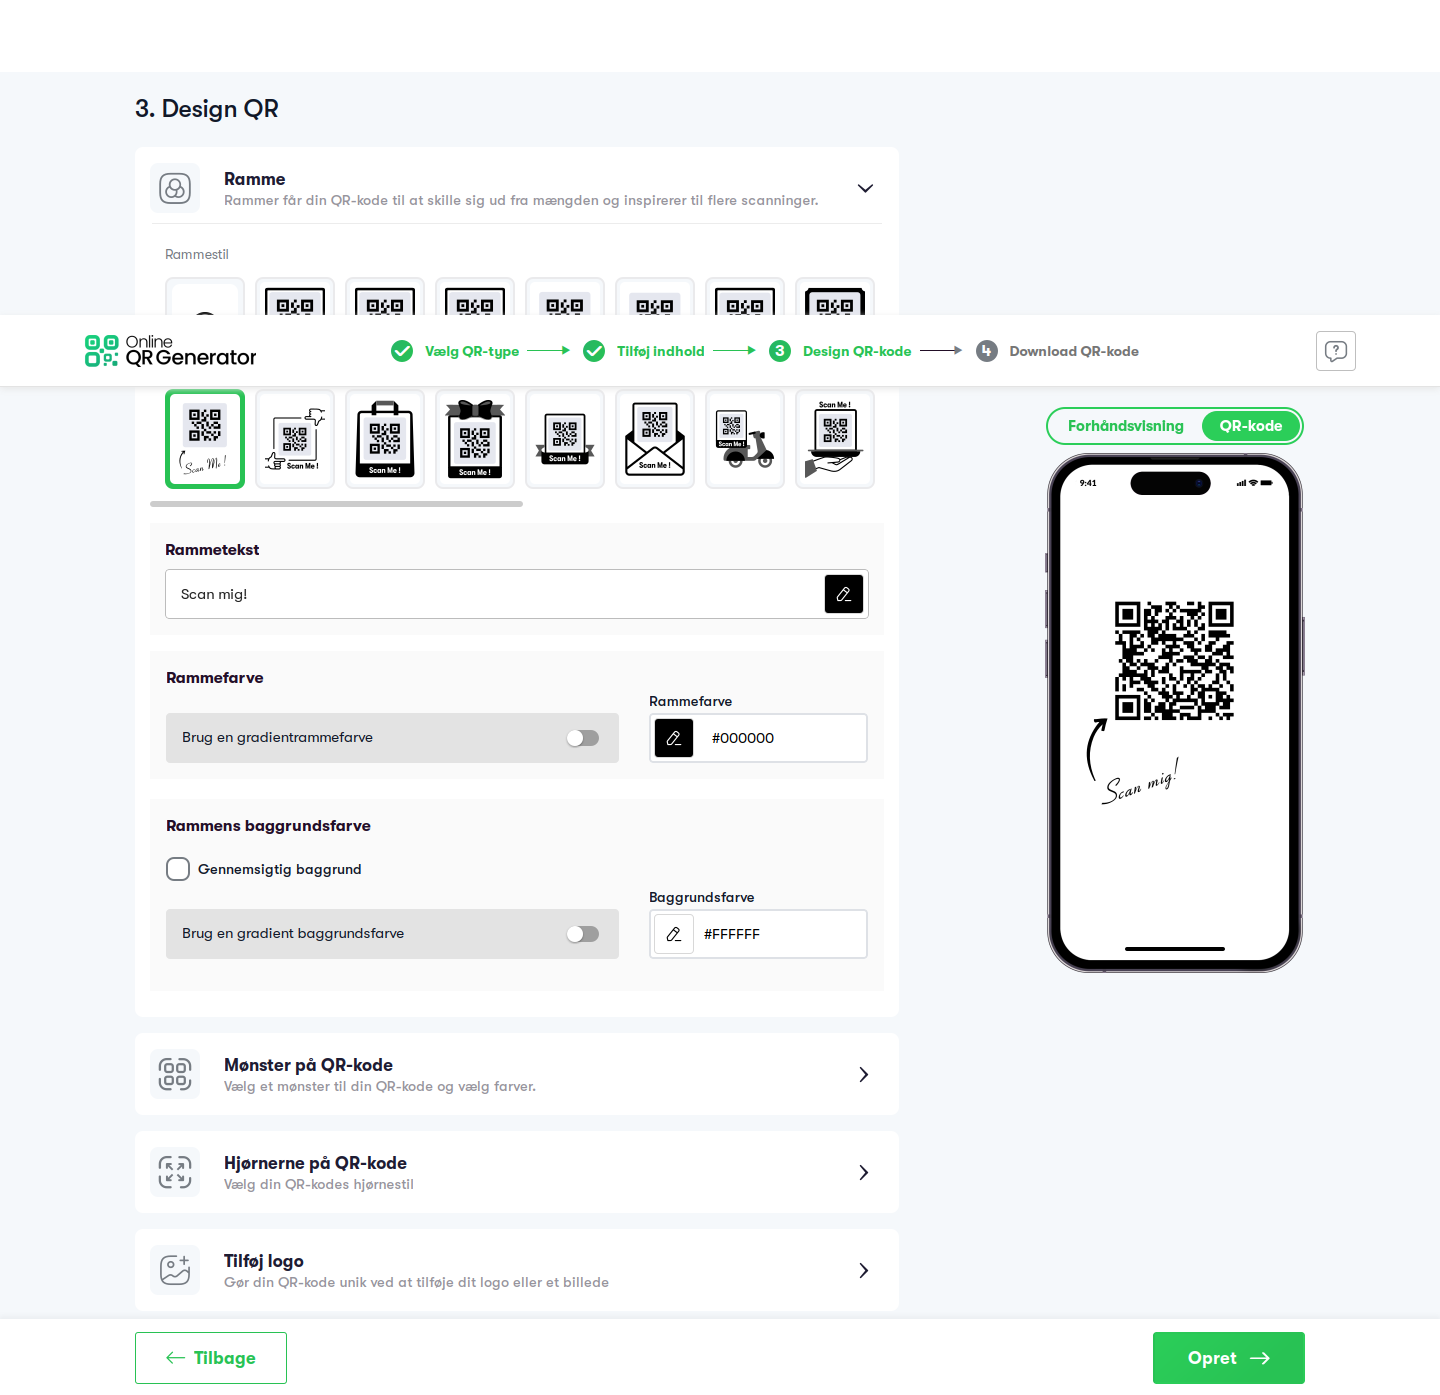 3. Design QR
Ramme
Rammer får din QR-kode til at skille sig ud fra mængden og inspirerer til flere scanninger.
Rammestil
Online
QR Generator
Vælg QR-type
Tilføj indhold
3 Design QR-kode
4 Download QR-kode
Scan Me !
Scan Me !
Scan Me !
Scan Me !
Scan Me !
Scan Me !
Scan Me !
Scan Me !
Forhåndsvisning
QR-kode
9:41
Rammetekst
Scan mig!
Rammefarve
Rammefarve
Brug en gradientrammefarve
#000000
Scan mig!
Rammens baggrundsfarve
Gennemsigtig baggrund
Baggrundsfarve
Brug en gradient baggrundsfarve
#FFFFFF
Mønster på QR-kode
Vælg et mønster til din QR-kode og vælg farver.
Hjørnerne på QR-kode
Vælg din QR-kodes hjørnestil
Tilføj logo
Gør din QR-kode unik ved at tilføje dit logo eller et billede
Tilbage
Opret